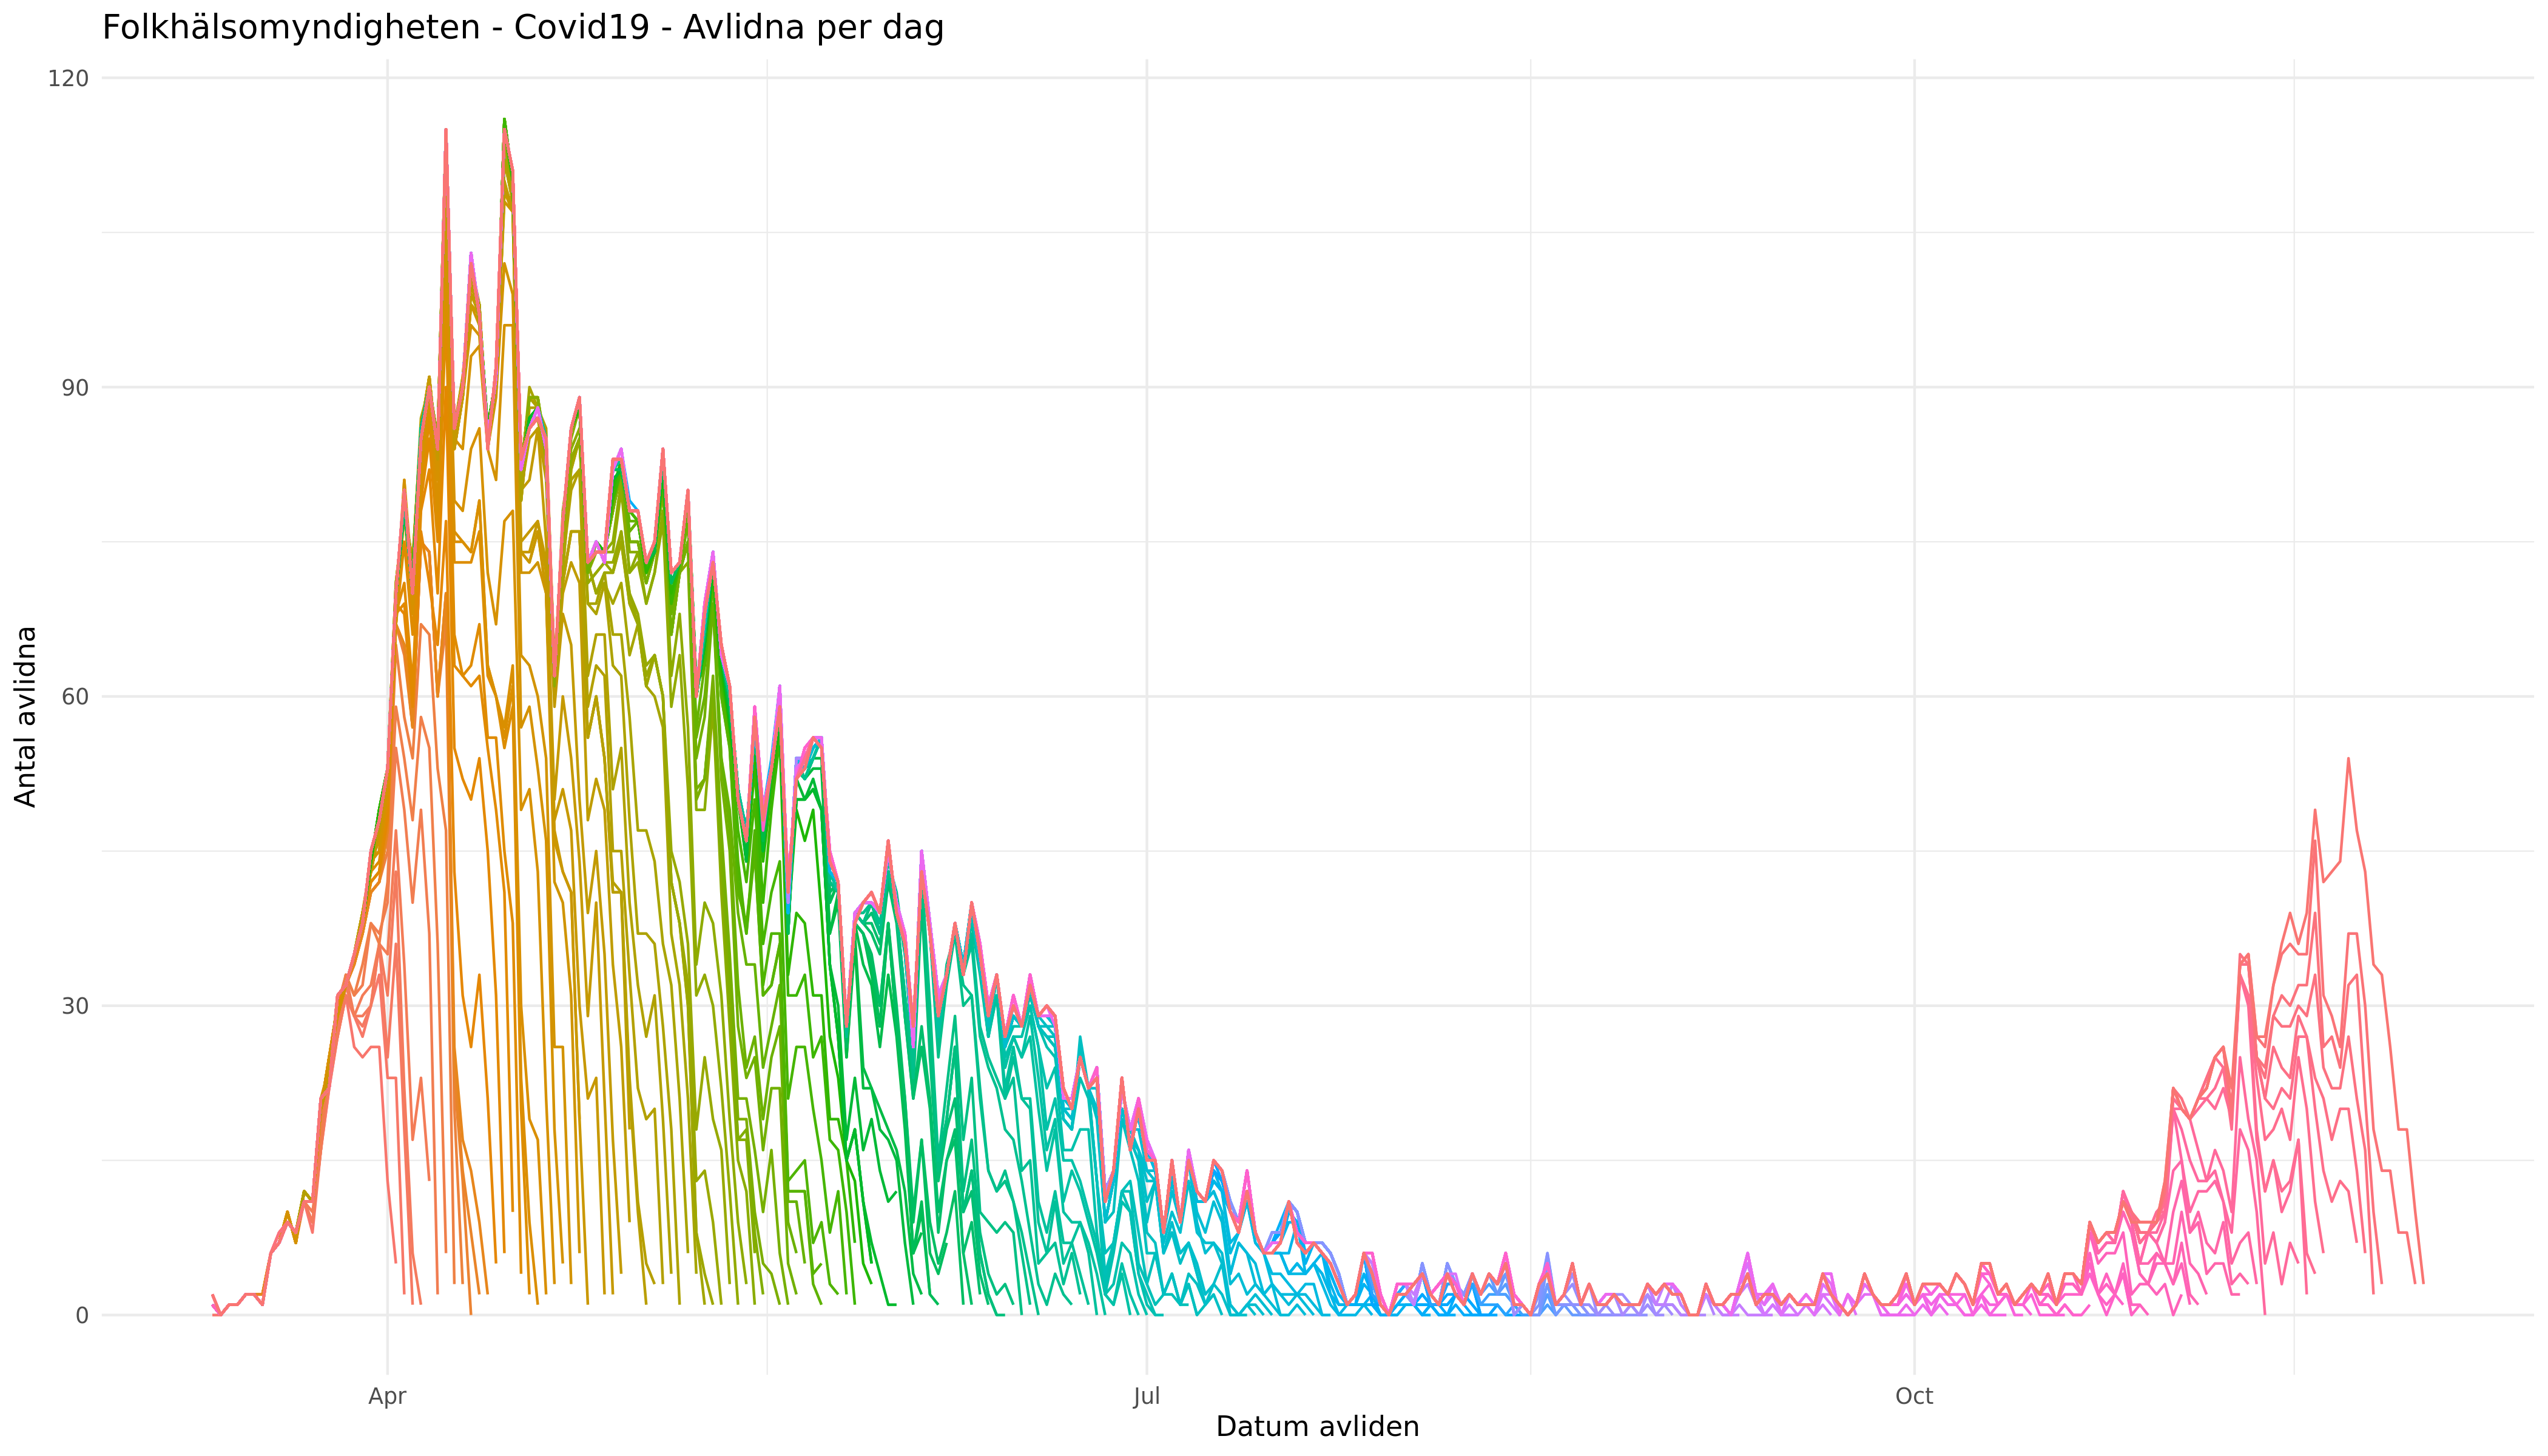 Folkhälsomyndigheten - Covid19 - Avlidna per dag
120
90
60
30
0
Antal avlidna
Apr
Jul
Oct
Datum avliden